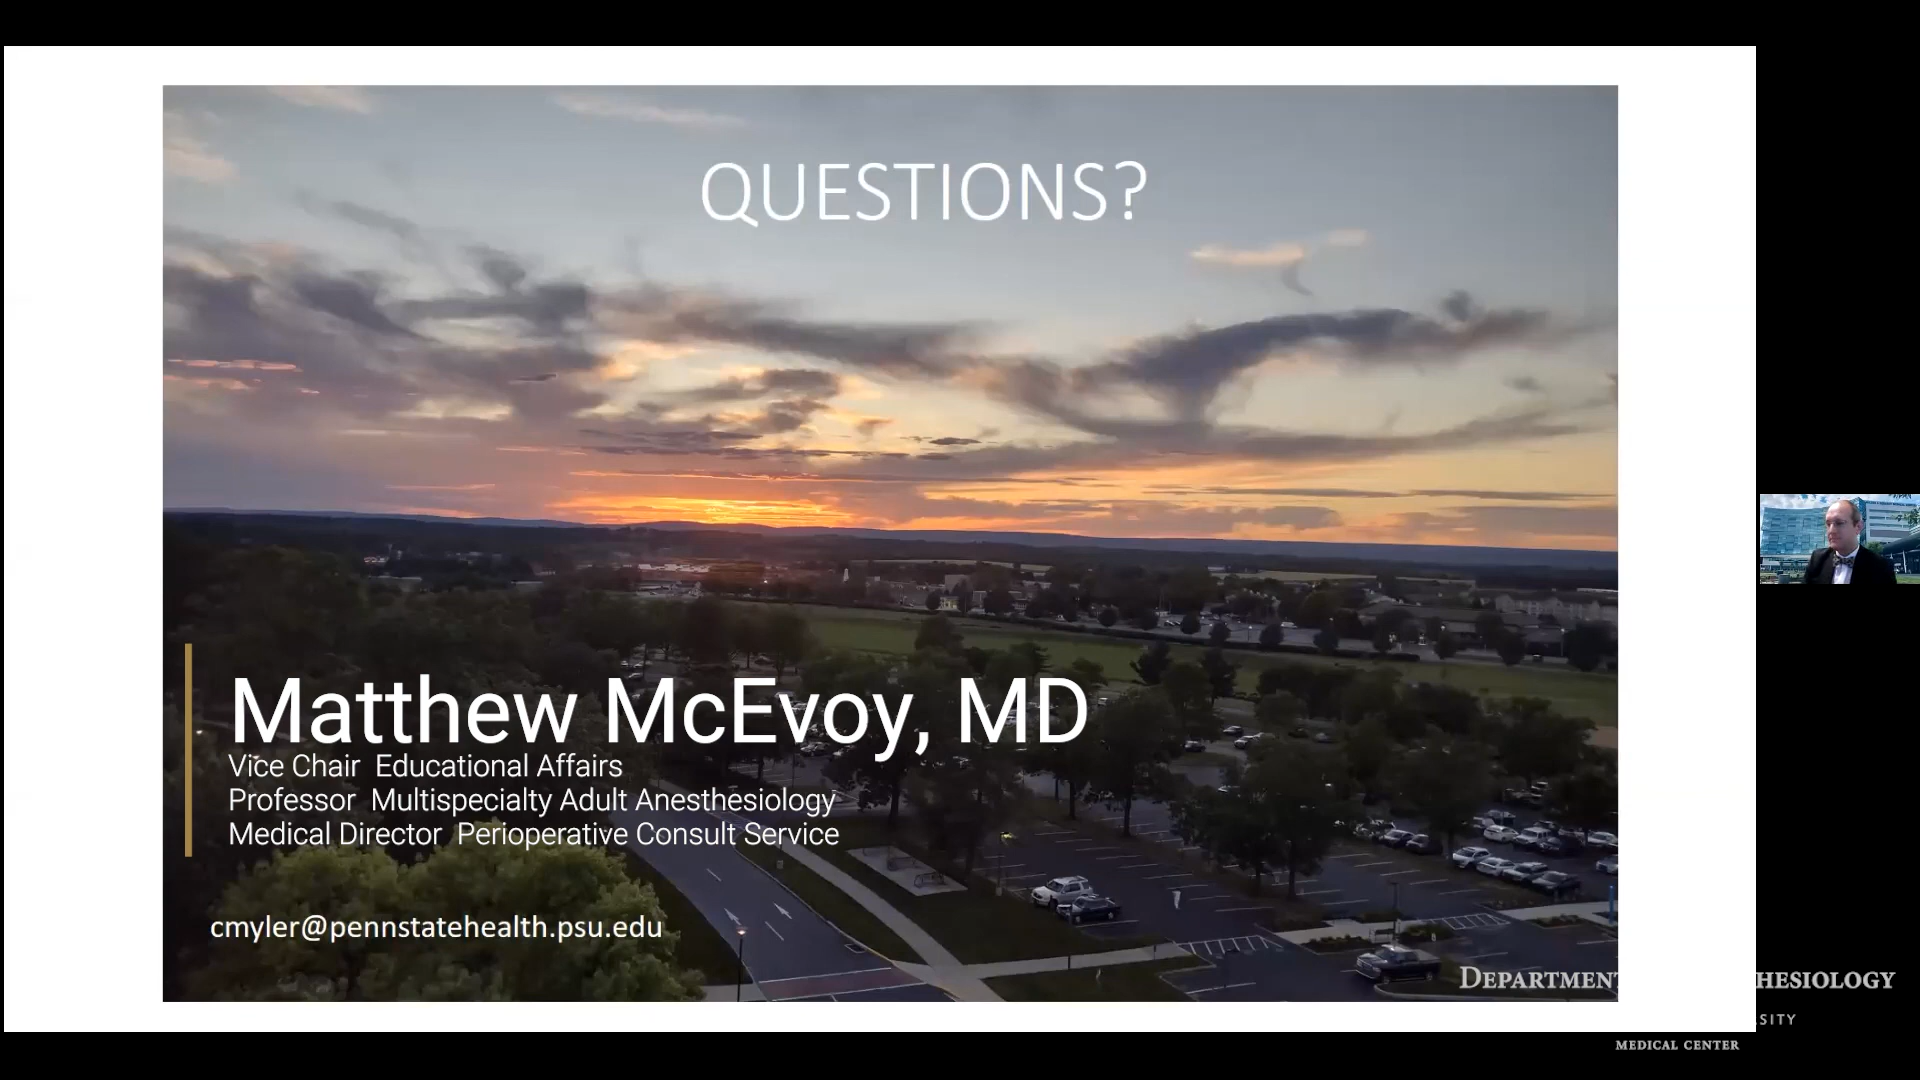 QUESTIONS?
Matthew McEvoy, MD
Vice Chair Educational Affairs
Professor Multispecialty Adult Anesthesiology
Medical Director Perioperative Consult Service
cmyler@pennstatehealth.psu.edu
DEPARTMENT HESIOLOGY
SITY
MEDICAL CENTER